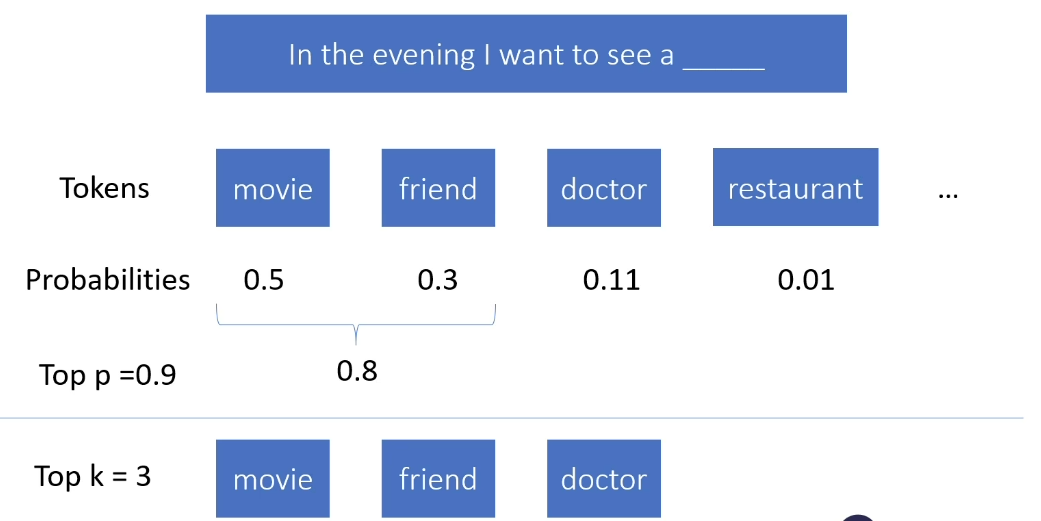 In the evening I want to see a ______
Tokens movie friend doctor restaurant ...
Probabilities 0.5 0.3 0.11 0.01
Top p =0.9 0.8
Top k = 3 movie friend doctor